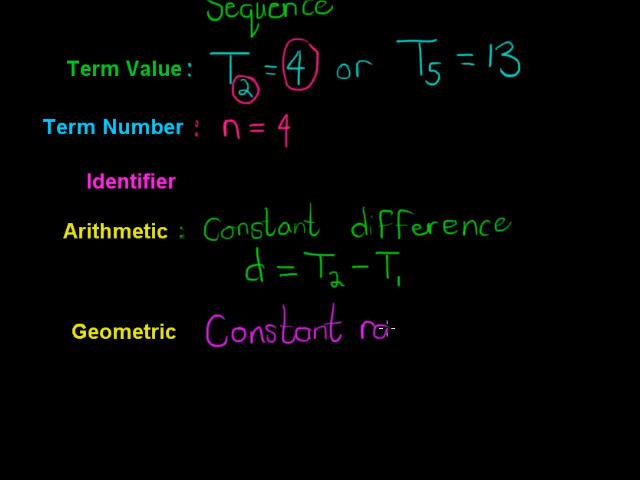 Sequence
Term Value : T₂ = 4 or T₅ = 13
Term Number : n = 4
Identifier
Arithmetic : Constant difference
d = T₂ - T₁
Geometric Constant ra